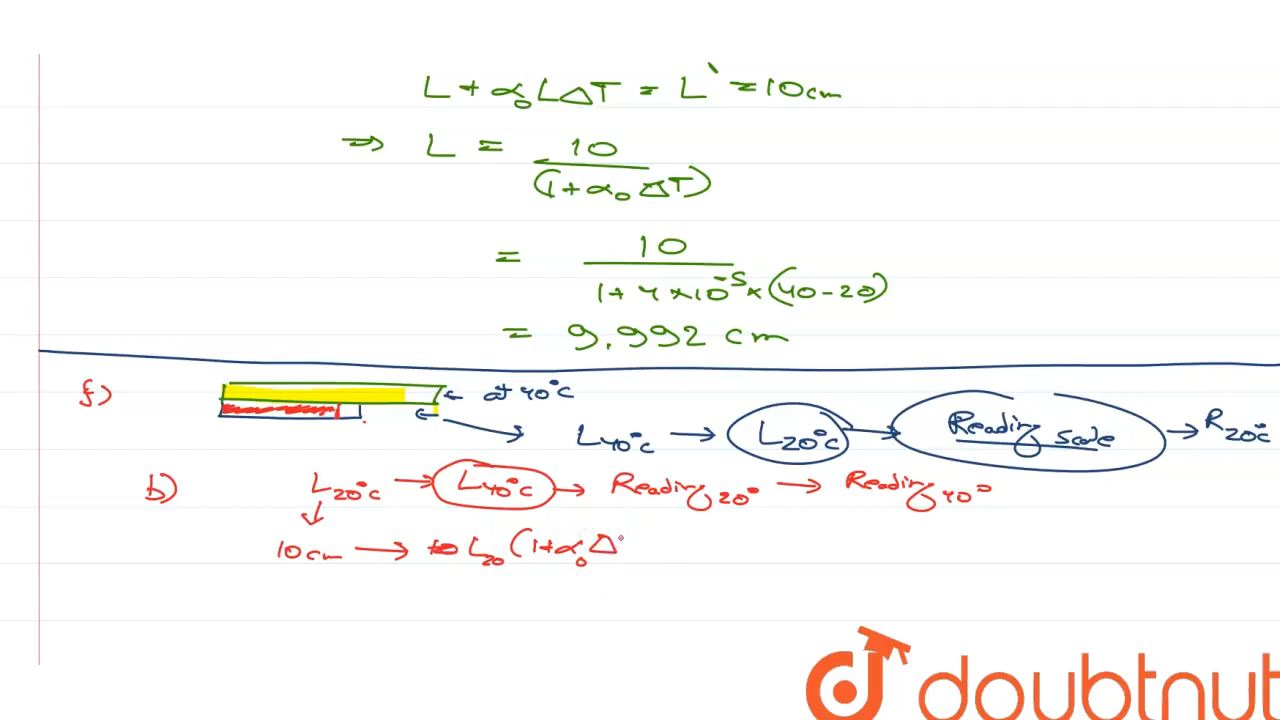 L + α₀LΔT = L` = 10cm
⇒ L = 10 / (1+α₀ΔT)
= 10 / 1+4×10⁻⁵×(40-20)
= 9.992 cm
f) ← at 40°C
← L₄₀°c → L₂₀°c → Reading scale → R₂₀°c
b) L₂₀°c → L₄₀°c → Reading₂₀° → Reading₄₀°
10cm → L₂₀ (1+α₀Δ
doubtnut